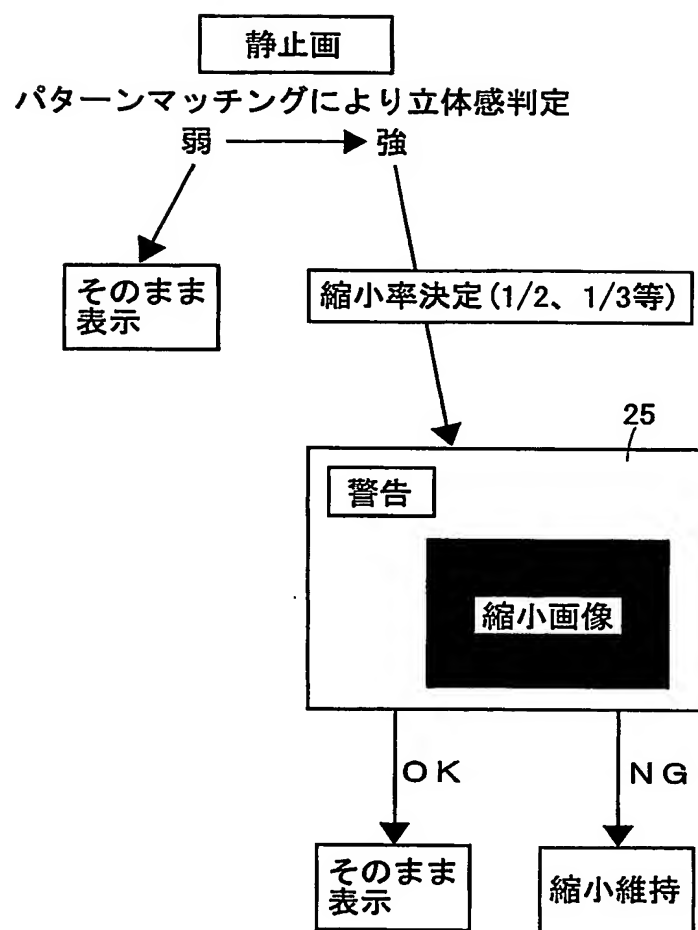 静止画
パターンマッチングにより立体感判定
弱 強
そのまま
表示
縮小率決定(1/2、1/3等)
25
警告
縮小画像
OK
NG
そのまま
表示
縮小維持